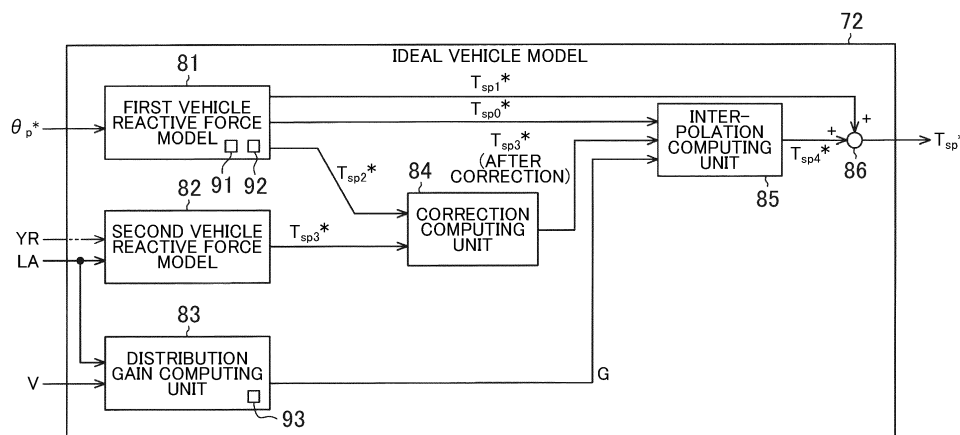 72
IDEAL VEHICLE MODEL
81
FIRST VEHICLE
REACTIVE FORCE
MODEL
91
92
θp*
Tsp1*
Tsp0*
Tsp2*
Tsp3*
(AFTER
CORRECTION)
INTER-
POLATION
COMPUTING
UNIT
85
+
+
Tsp4*
86
Tsp*
82
SECOND VEHICLE
REACTIVE FORCE
MODEL
YR
LA
Tsp3*
84
CORRECTION
COMPUTING
UNIT
83
DISTRIBUTION
GAIN COMPUTING
UNIT
93
V
G